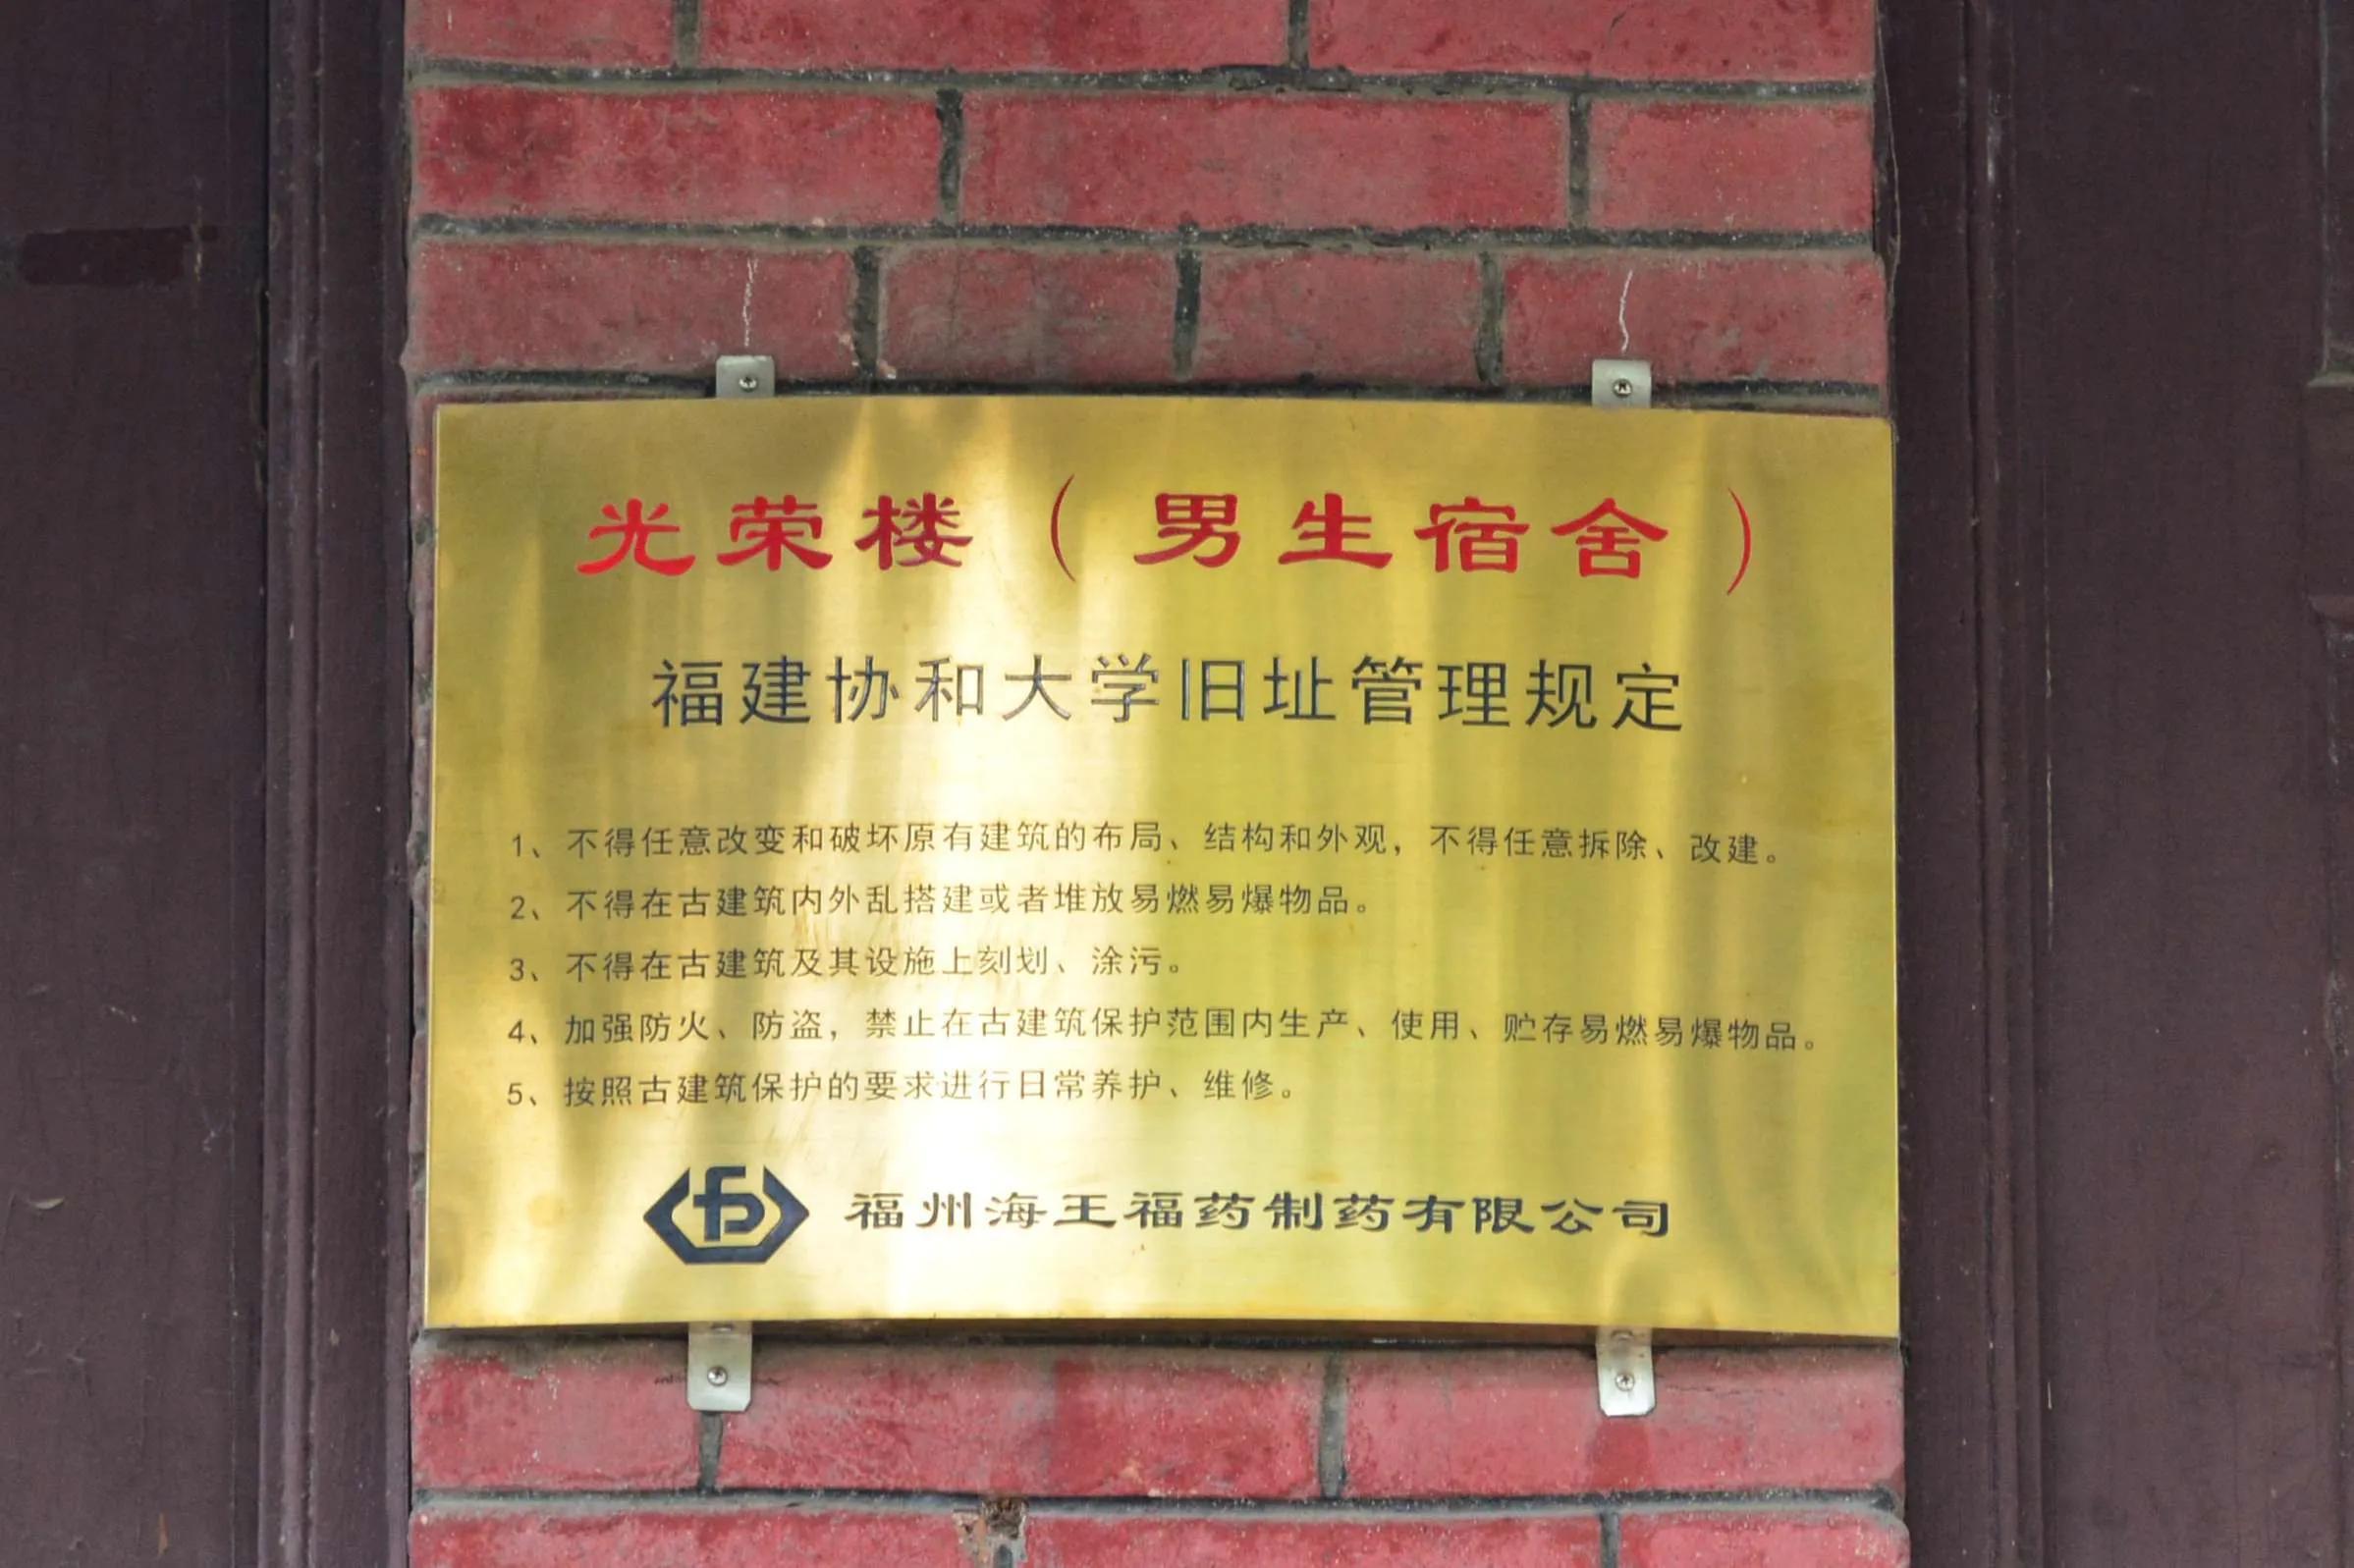 光荣楼（男生宿舍）
福建协和大学旧址管理规定
1、不得任意改变和破坏原有建筑的布局、结构和外观，不得任意拆除、改建。
2、不得在古建筑内外乱搭建或者堆放易燃易爆物品。
3、不得在古建筑及其设施上刻划、涂污。
4、加强防火、防盗，禁止在古建筑保护范围内生产、使用、贮存易燃易爆物品。
5、按照古建筑保护的要求进行日常养护、维修。
福州海王福药制药有限公司